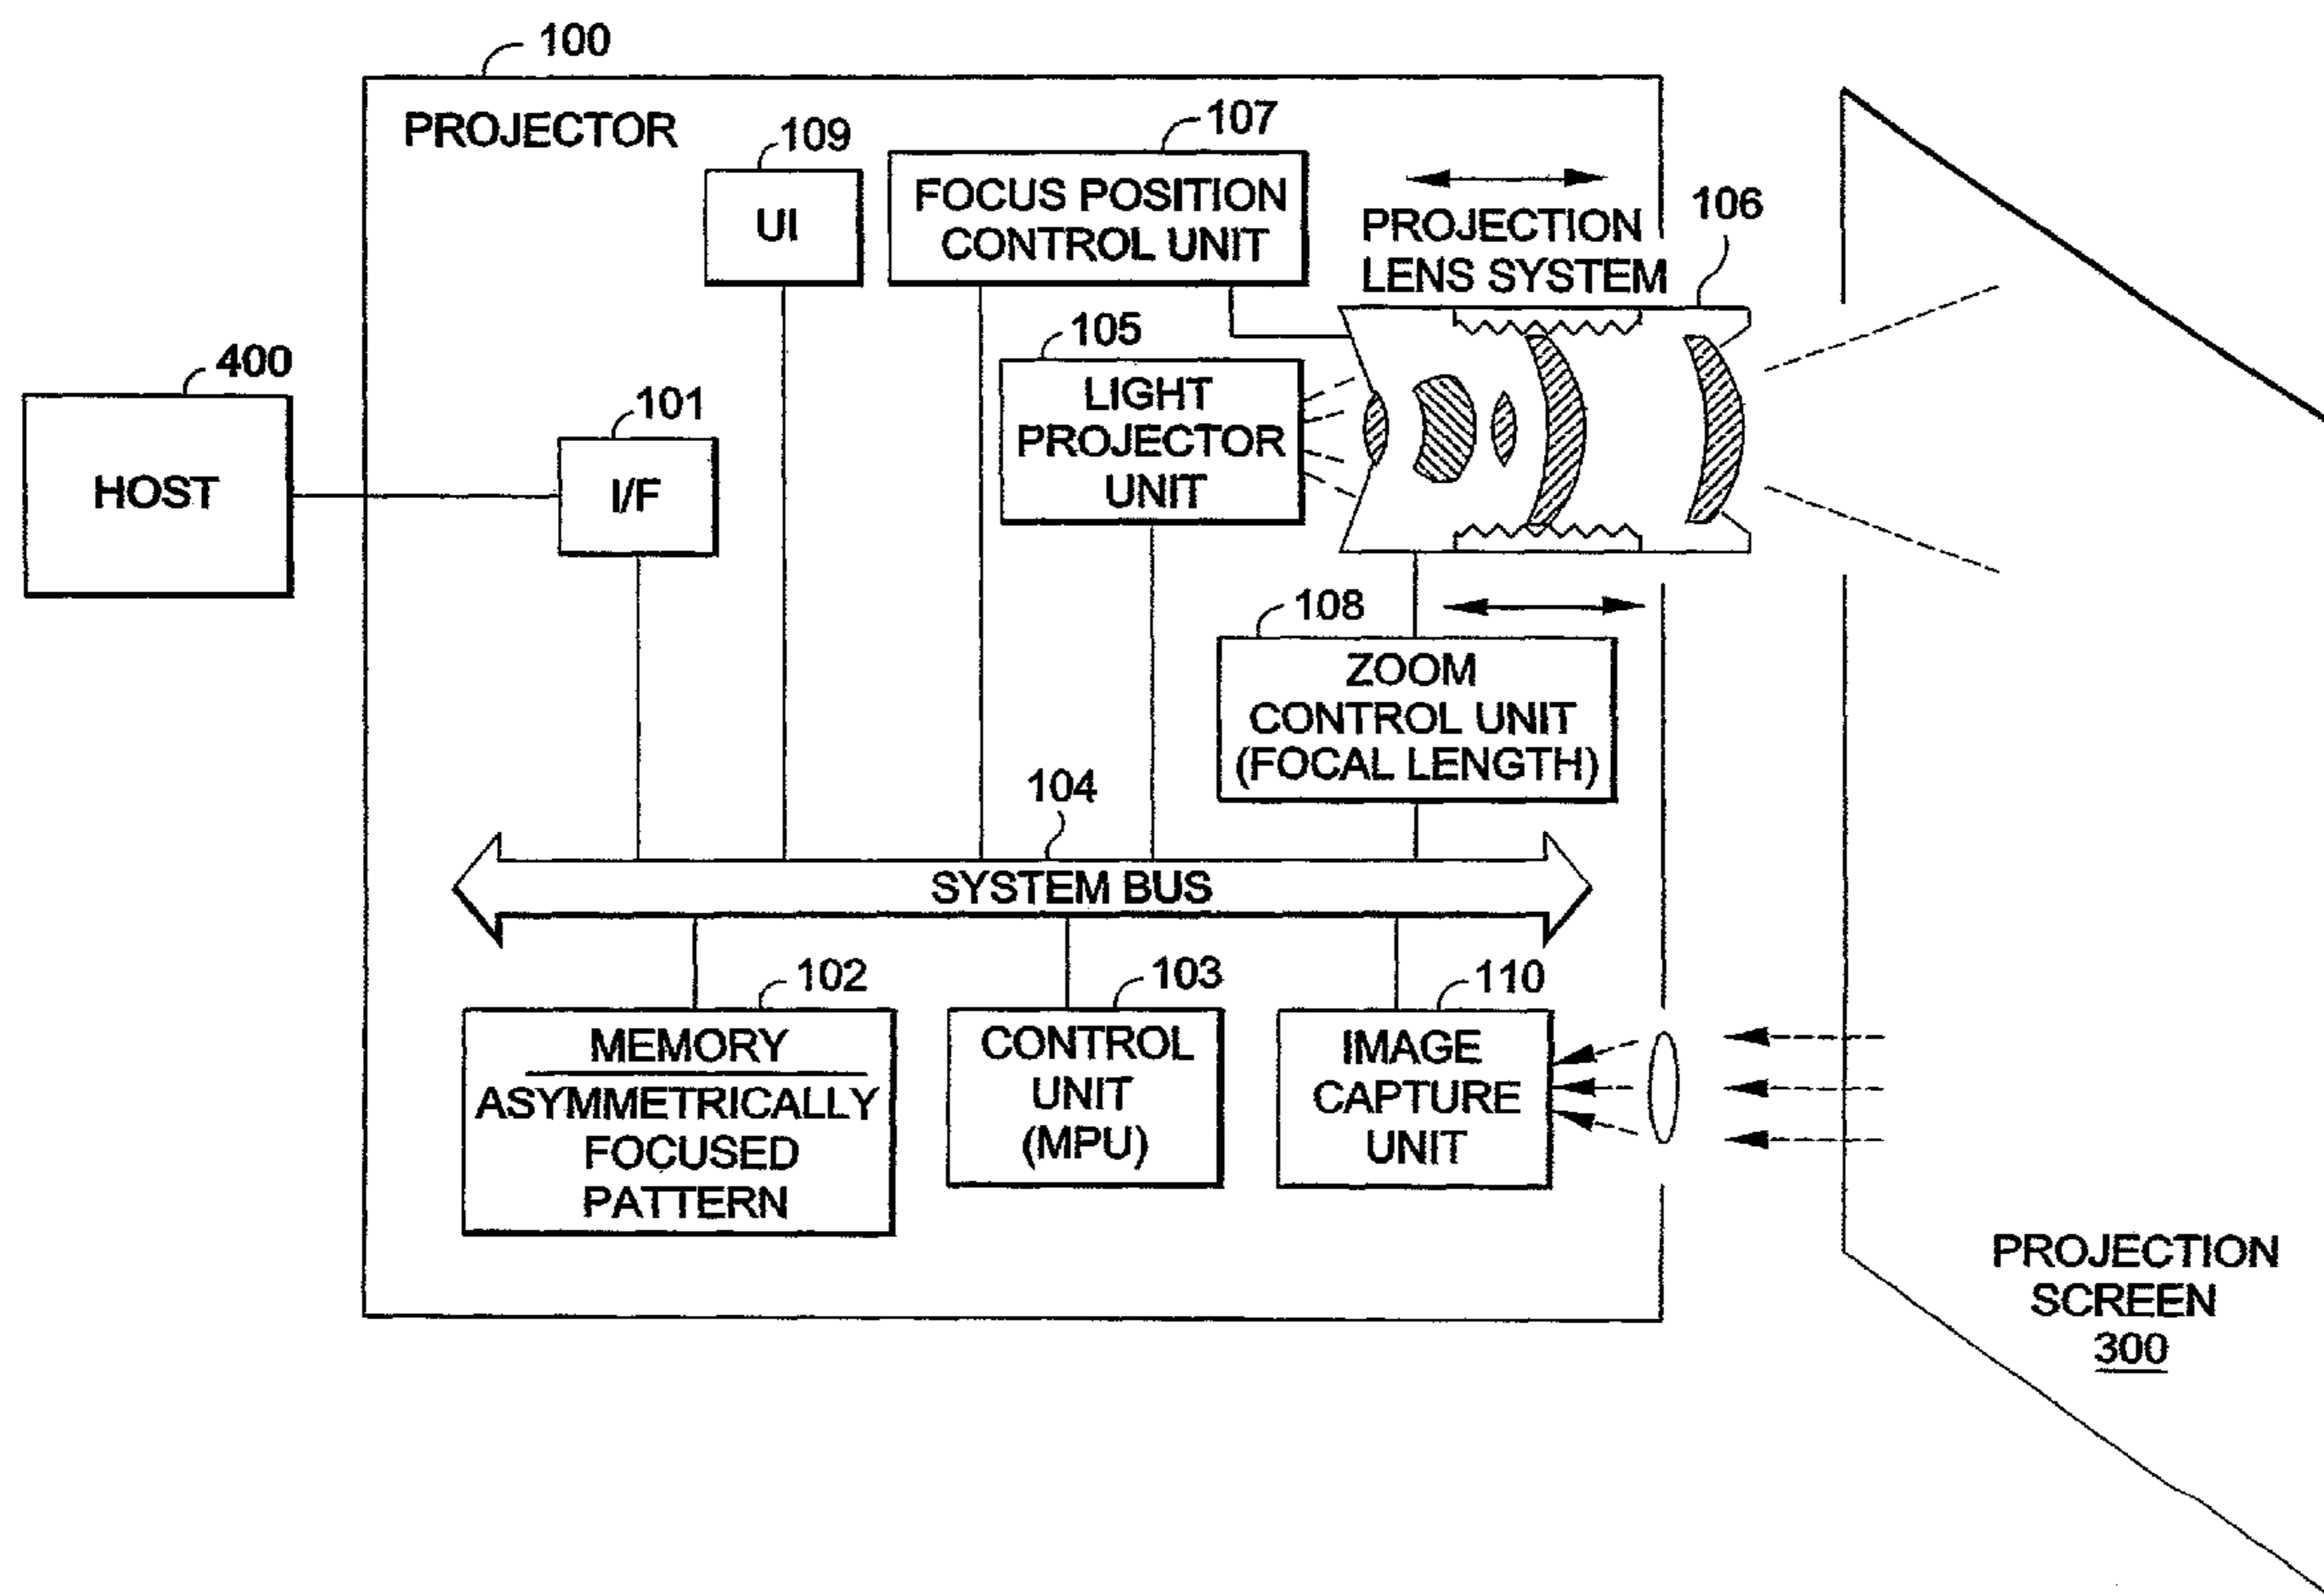 100
PROJECTOR
109
UI
107
FOCUS POSITION
CONTROL UNIT
PROJECTION
LENS SYSTEM
106
400
HOST
101
I/F
105
LIGHT
PROJECTOR
UNIT
108
ZOOM
CONTROL UNIT
(FOCAL LENGTH)
104
SYSTEM BUS
102
MEMORY
ASYMMETRICALLY
FOCUSED
PATTERN
103
CONTROL
UNIT
(MPU)
110
IMAGE
CAPTURE
UNIT
PROJECTION
SCREEN
300